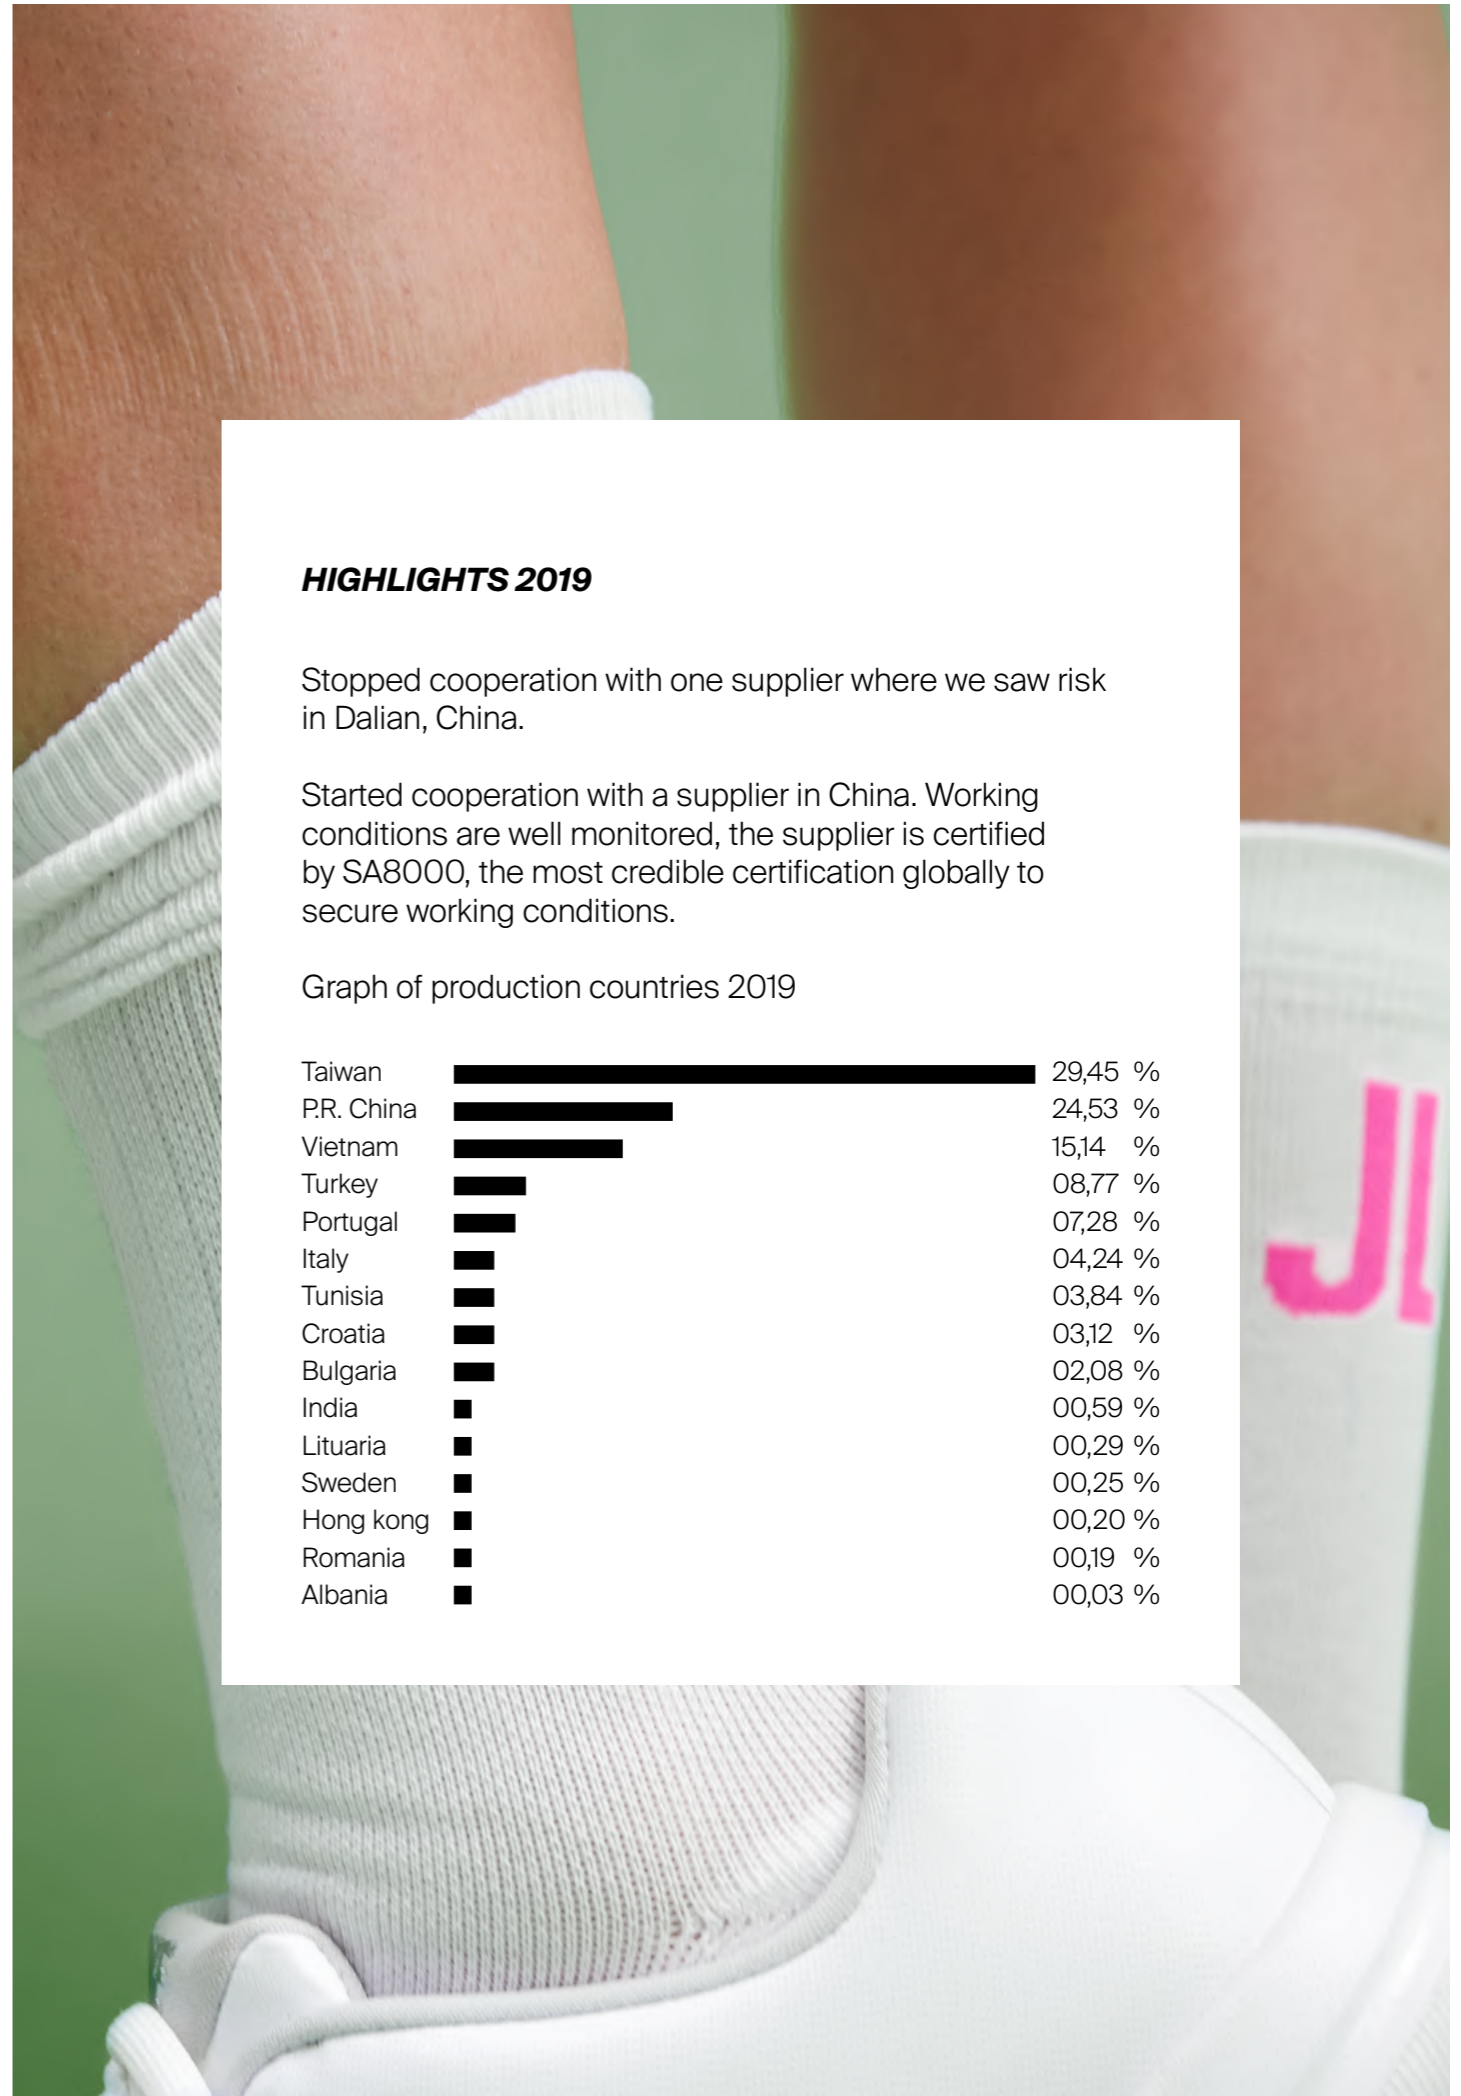 HIGHLIGHTS 2019
Stopped cooperation with one supplier where we saw risk
in Dalian, China.
Started cooperation with a supplier in China. Working
conditions are well monitored, the supplier is certified
by SA8000, the most credible certification globally to
secure working conditions.
Graph of production countries 2019
Taiwan 29,45 %
P.R. China 24,53 %
Vietnam 15,14 %
Turkey 08,77 %
Portugal 07,28 %
Italy 04,24 %
Tunisia 03,84 %
Croatia 03,12 %
Bulgaria 02,08 %
India 00,59 %
Lituaria 00,29 %
Sweden 00,25 %
Hong kong 00,20 %
Romania 00,19 %
Albania 00,03 %